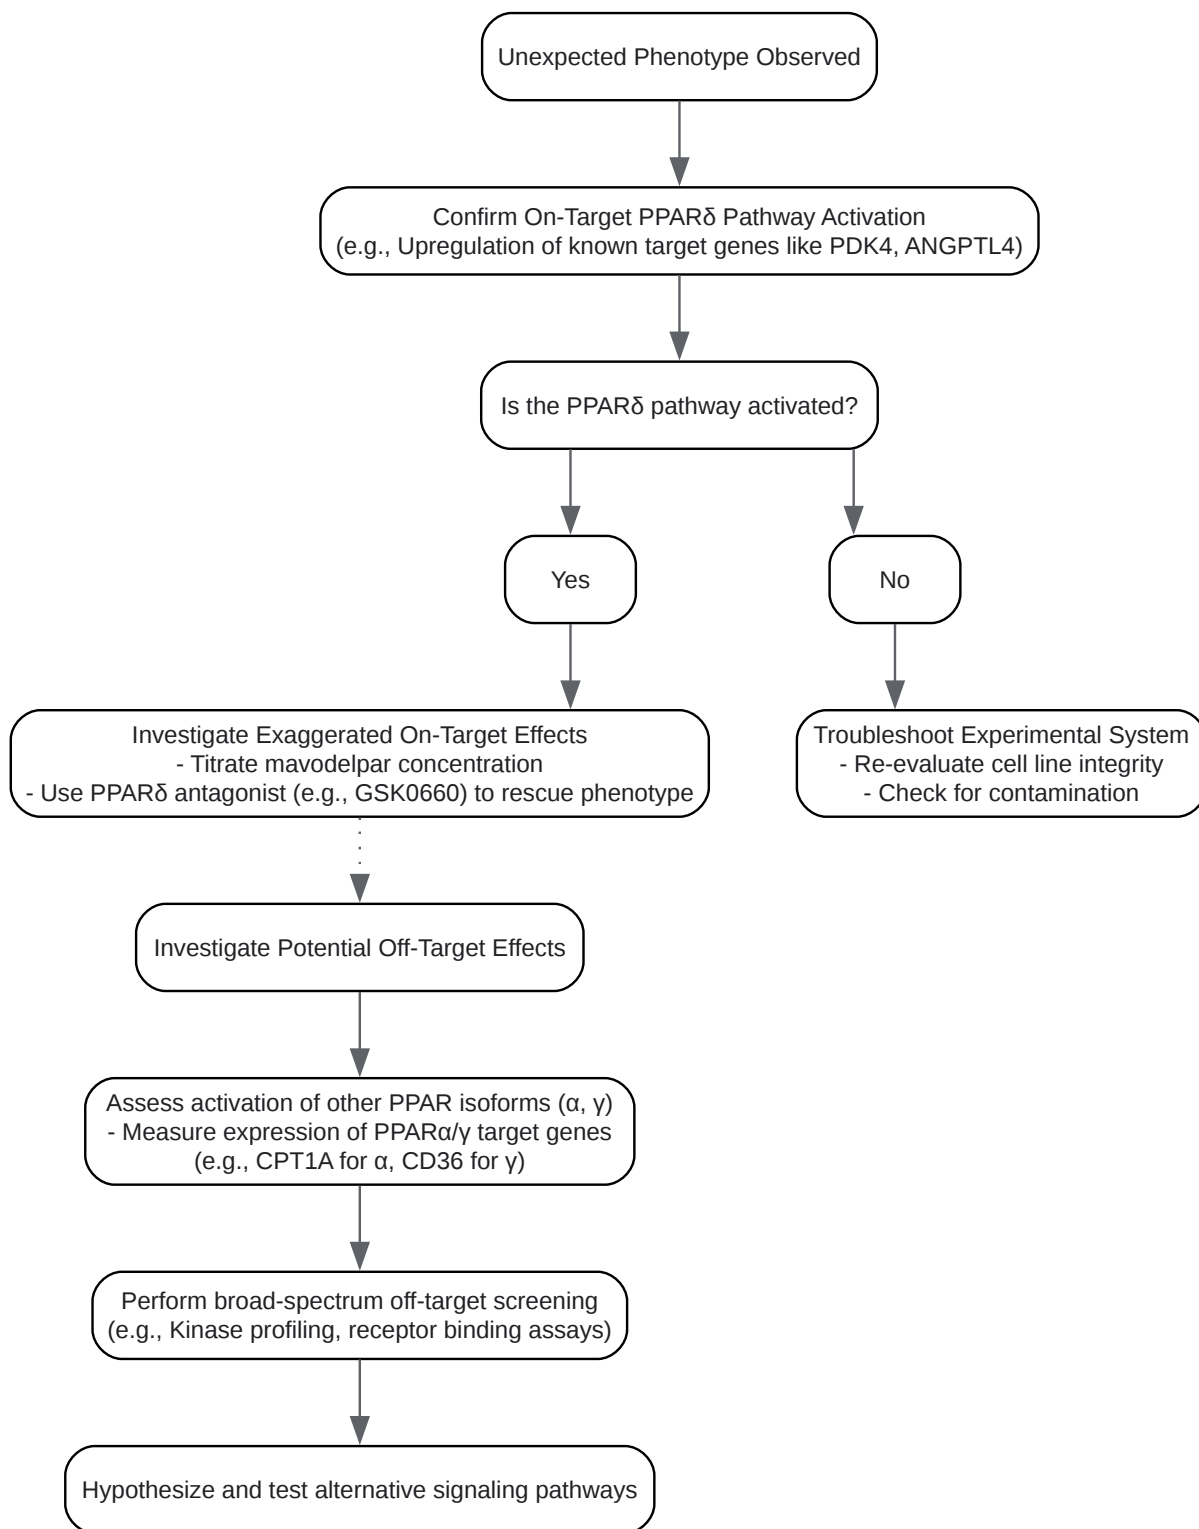 Unexpected Phenotype Observed
Confirm On-Target PPARδ Pathway Activation
(e.g., Upregulation of known target genes like PDK4, ANGPTL4)
Is the PPARδ pathway activated?
Yes
No
Investigate Exaggerated On-Target Effects
- Titrate mavodelpar concentration
- Use PPARδ antagonist (e.g., GSK0660) to rescue phenotype
Troubleshoot Experimental System
- Re-evaluate cell line integrity
- Check for contamination
Investigate Potential Off-Target Effects
Assess activation of other PPAR isoforms (α, γ)
- Measure expression of PPARα/γ target genes
(e.g., CPT1A for α, CD36 for γ)
Perform broad-spectrum off-target screening
(e.g., Kinase profiling, receptor binding assays)
Hypothesize and test alternative signaling pathways